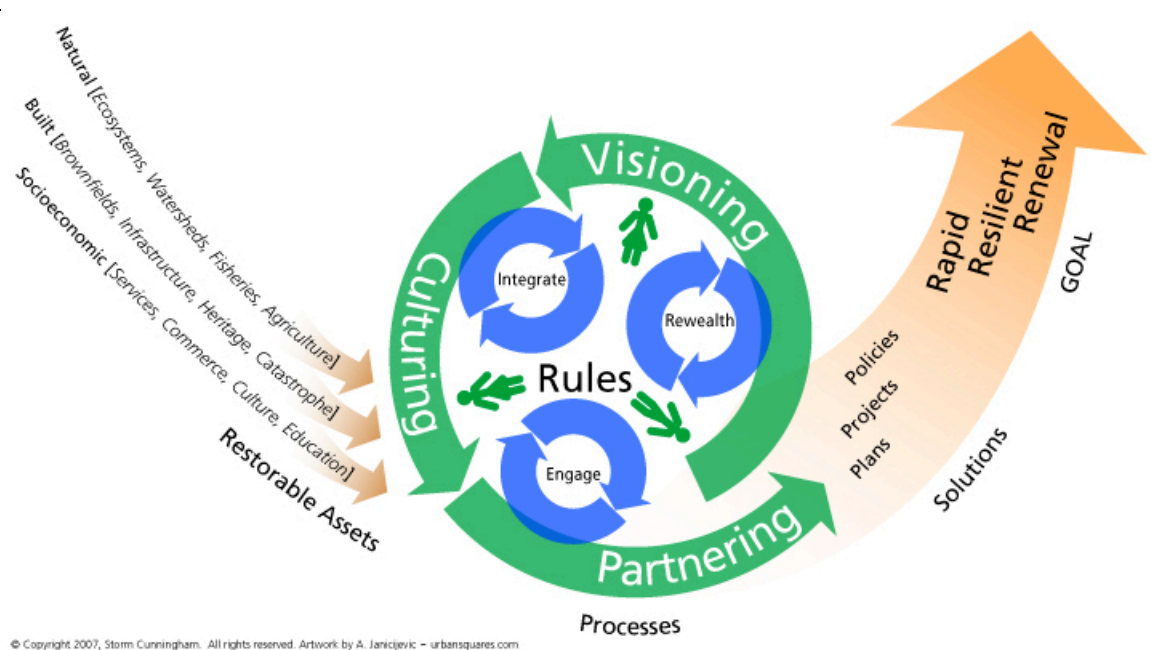 Natural [Ecosystems, Watersheds, Fisheries, Agriculture]
Built [Brownfields, Infrastructure, Heritage, Catastrophe]
Socioeconomic [Services, Commerce, Culture, Education]
Restorable Assets
Visioning
Culturing
Partnering
Integrate
Rewealth
Rules
Engage
Processes
Policies
Projects
Plans
Solutions
Rapid
Resilient
Renewal
GOAL
© Copyright 2007, Storm Cunningham. All rights reserved. Artwork by A. Janicijevic – urbansquares.com